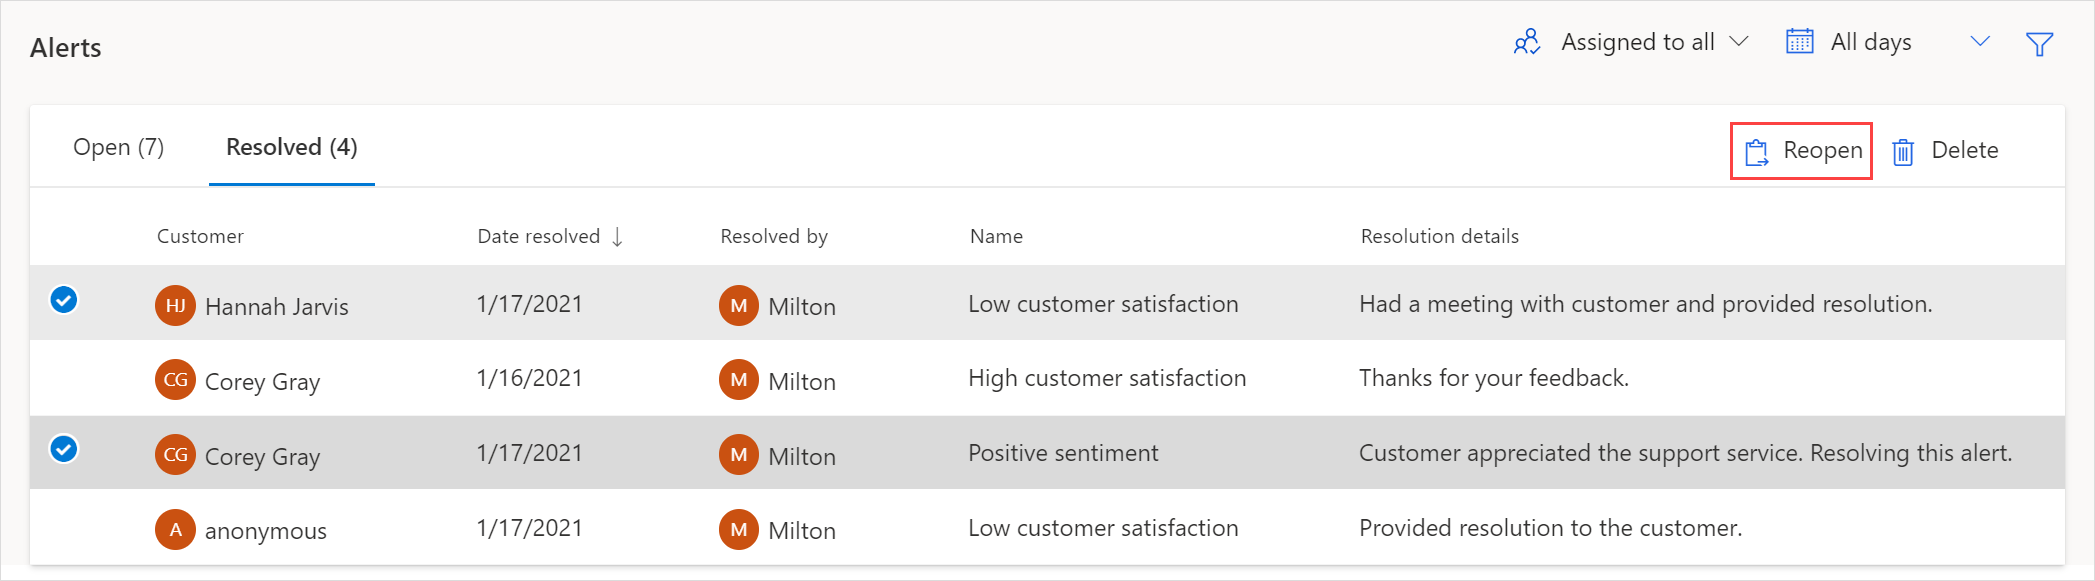 Alerts
Assigned to all
All days
Open (7)
Resolved (4)
Reopen
Delete
Customer Date resolved ↓ Resolved by Name Resolution details
HJ Hannah Jarvis 1/17/2021 M Milton Low customer satisfaction Had a meeting with customer and provided resolution.
CG Corey Gray 1/16/2021 M Milton High customer satisfaction Thanks for your feedback.
CG Corey Gray 1/17/2021 M Milton Positive sentiment Customer appreciated the support service. Resolving this alert.
A anonymous 1/17/2021 M Milton Low customer satisfaction Provided resolution to the customer.